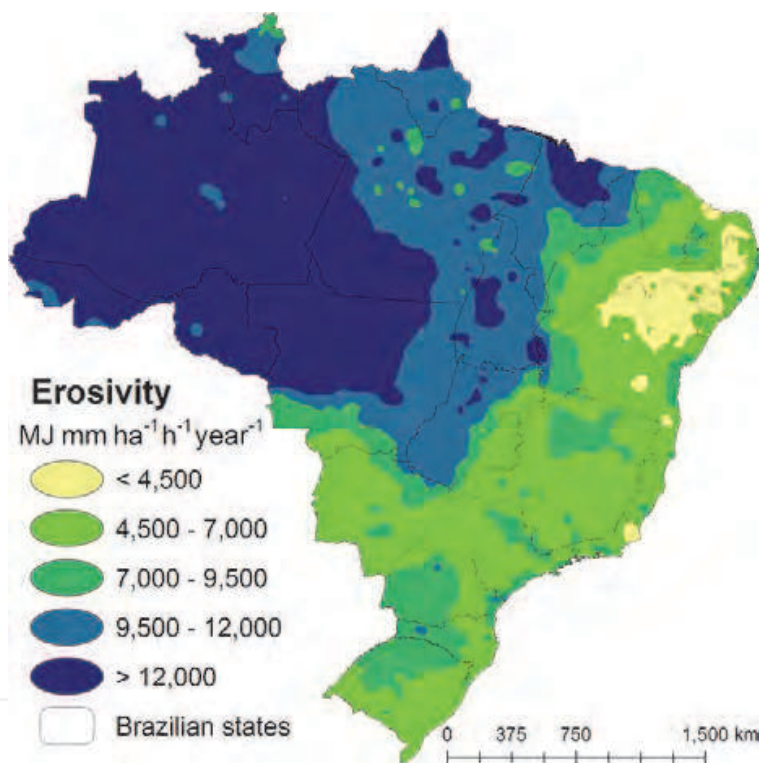 Erosivity
MJ mm ha⁻¹ h⁻¹ year⁻¹
< 4,500
4,500 - 7,000
7,000 - 9,500
9,500 - 12,000
> 12,000
Brazilian states
0 375 750 1,500 km